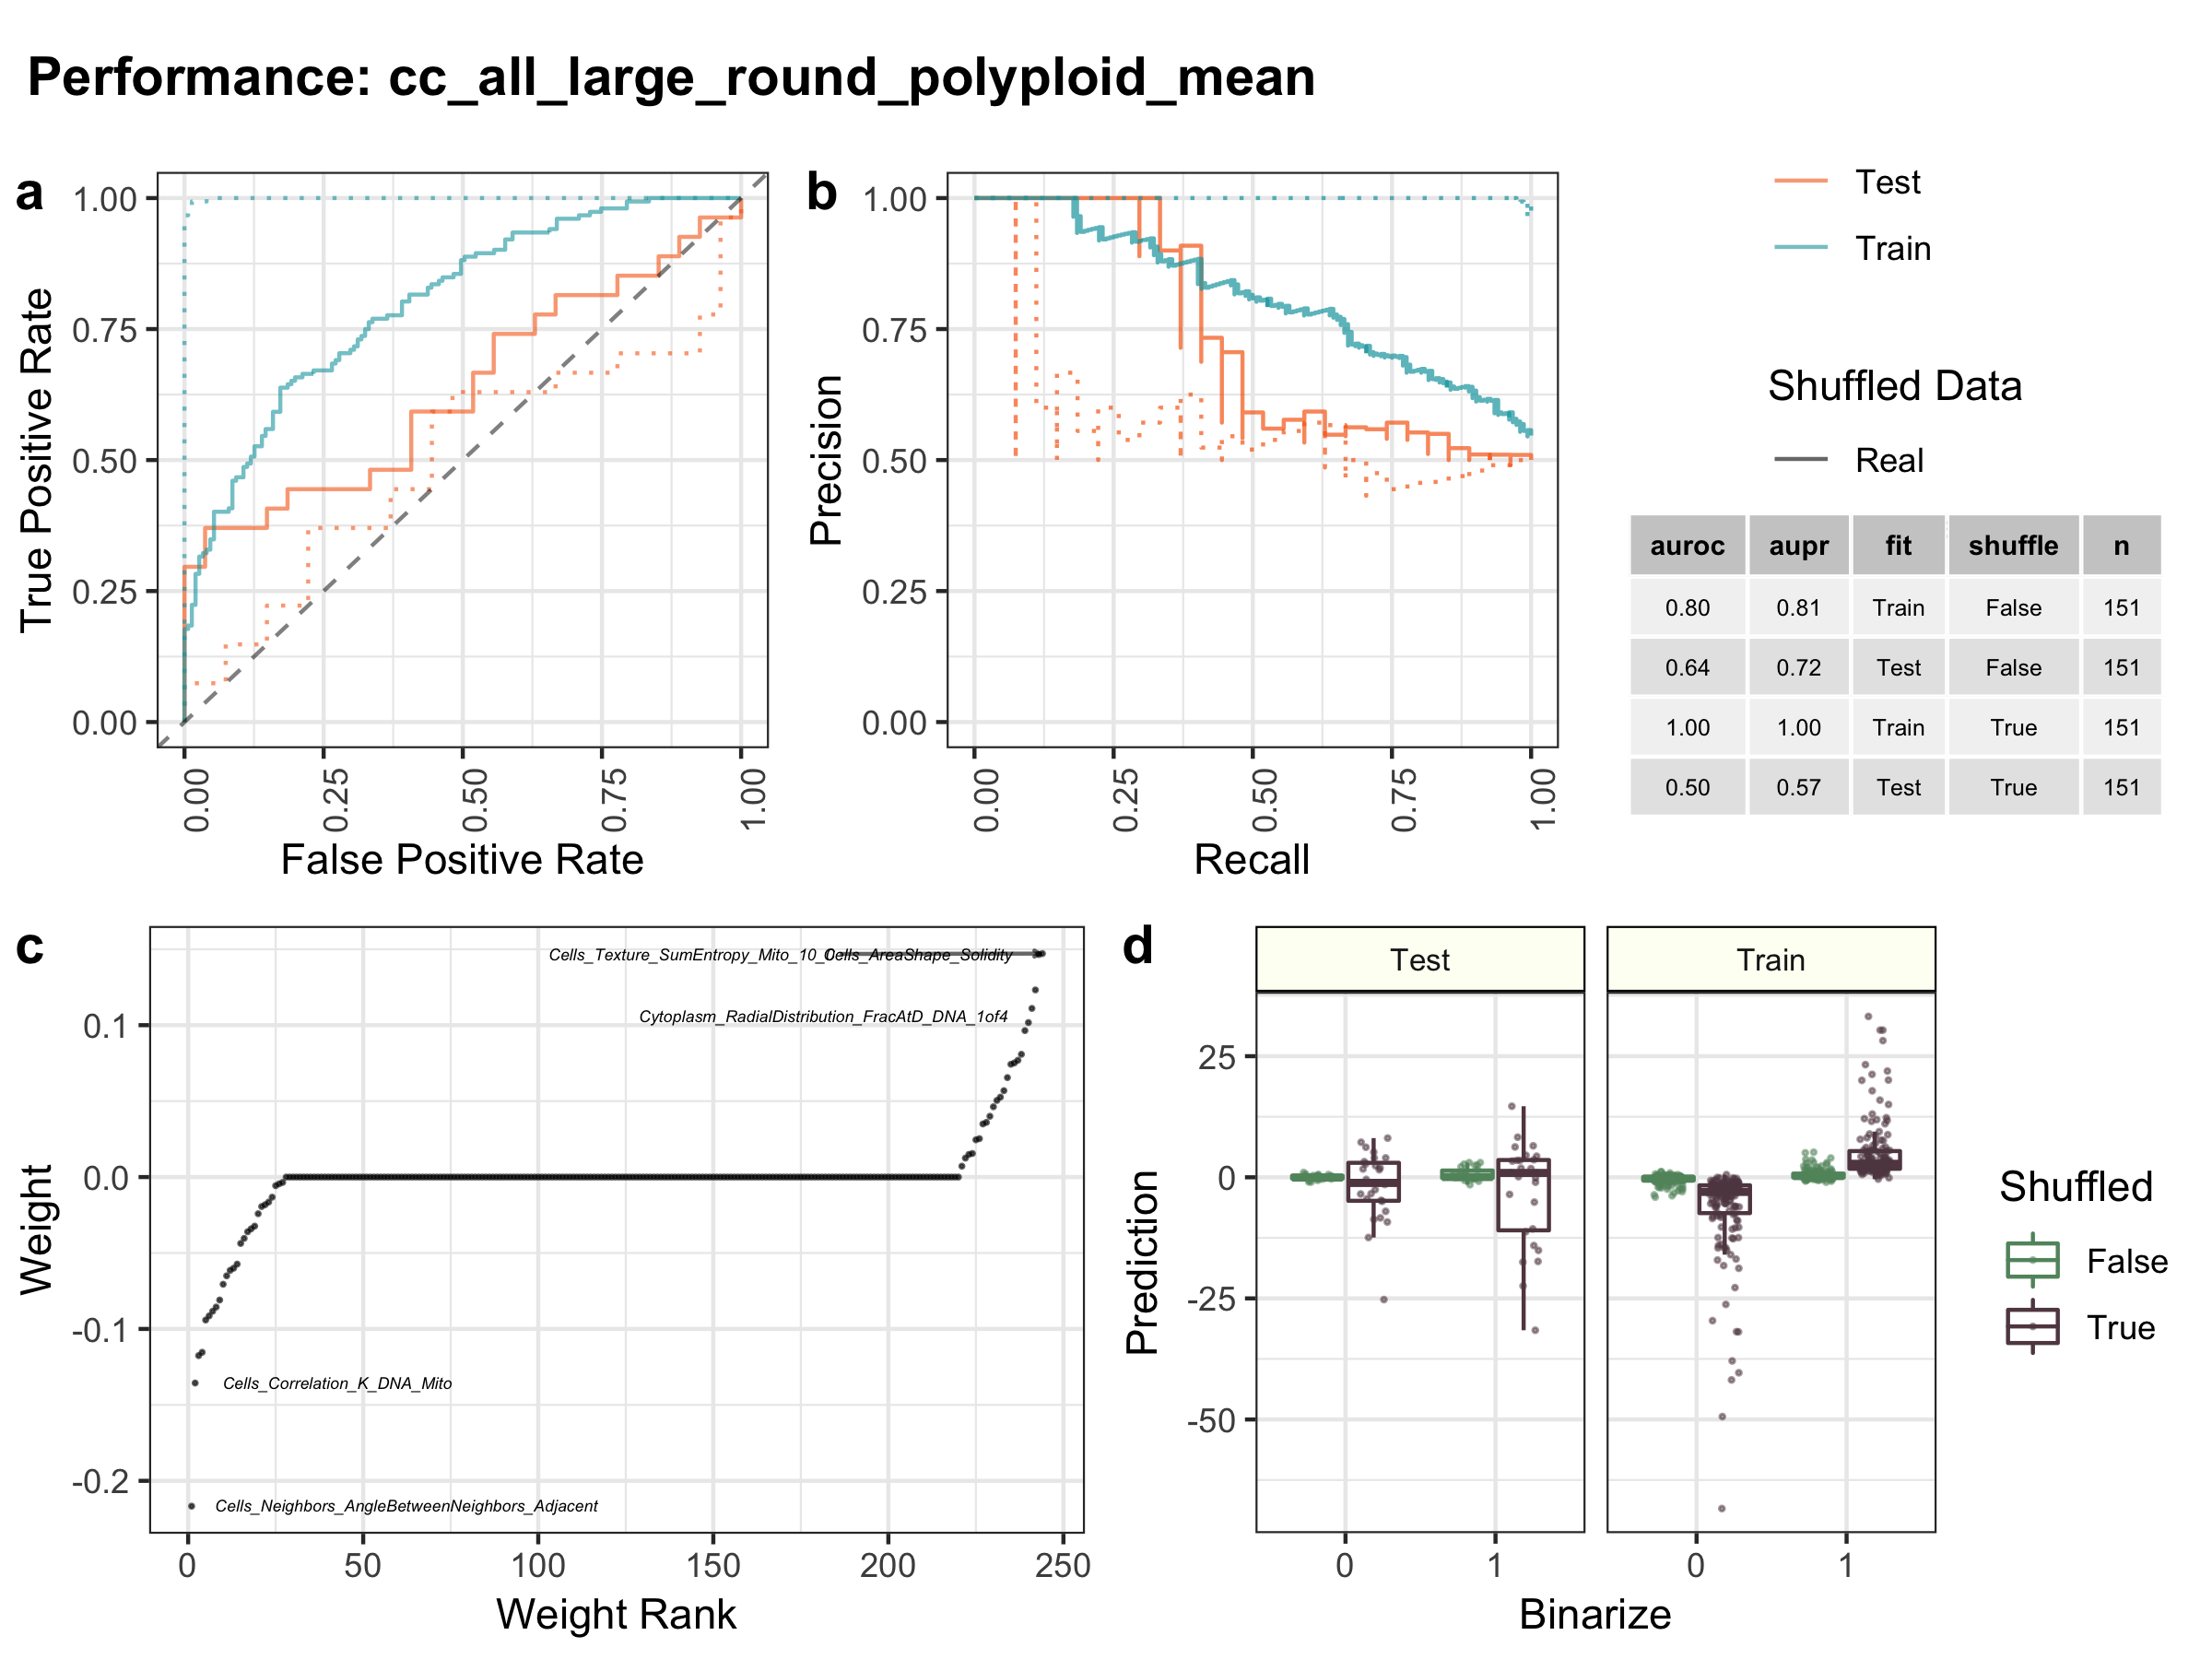 Performance: cc_all_large_round_polyploid_mean
a
1.00
0.75
0.50
0.25
0.00
True Positive Rate
0.00
0.25
0.50
0.75
1.00
False Positive Rate
b
1.00
0.75
0.50
0.25
0.00
Precision
0.00
0.25
0.50
0.75
1.00
Recall
Test
Train
Shuffled Data
Real
auroc aupr fit shuffle n
0.80 0.81 Train False 151
0.64 0.72 Test False 151
1.00 1.00 Train True 151
0.50 0.57 Test True 151
c
0.1
0.0
-0.1
-0.2
Weight
Cells_Texture_SumEntropy_Mito_10_0
Cells_AreaShape_Solidity
Cytoplasm_RadialDistribution_FracAtD_DNA_1of4
Cells_Correlation_K_DNA_Mito
Cells_Neighbors_AngleBetweenNeighbors_Adjacent
0 50 100 150 200 250
Weight Rank
d
Test
Train
25
0
-25
-50
Prediction
0 1
0 1
Binarize
Shuffled
False
True